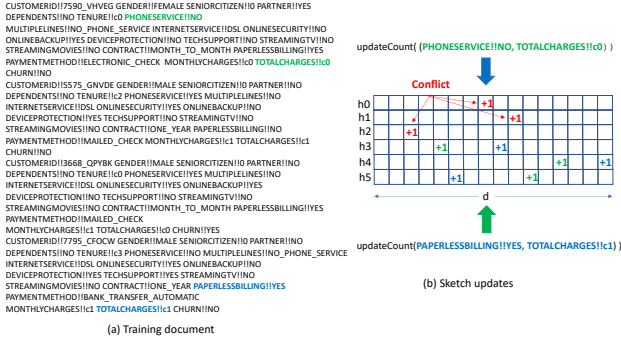 CUSTOMERID!!7590_VHVEG GENDER!!FEMALE SENIORCITIZEN!!0 PARTNER!!YES
DEPENDENTS!!NO TENURE!!c0 PHONESERVICE!!NO
MULTIPLELINES!!NO_PHONE_SERVICE INTERNETSERVICE!!DSL ONLINESECURITY!!NO
ONLINEBACKUP!!YES DEVICEPROTECTION!!NO TECHSUPPORT!!NO STREAMINGTV!!NO
STREAMINGMOVIES!!NO CONTRACT!!MONTH_TO_MONTH PAPERLESSBILLING!!YES
PAYMENTMETHOD!!ELECTRONIC_CHECK MONTHLYCHARGES!!c0 TOTALCHARGES!!c0
CHURN!!NO
CUSTOMERID!!5575_GNVDE GENDER!!MALE SENIORCITIZEN!!0 PARTNER!!NO
DEPENDENTS!!NO TENURE!!c2 PHONESERVICE!!YES MULTIPLELINES!!NO
INTERNETSERVICE!!DSL ONLINESECURITY!!YES ONLINEBACKUP!!NO
DEVICEPROTECTION!!YES TECHSUPPORT!!NO STREAMINGTV!!NO
STREAMINGMOVIES!!NO CONTRACT!!ONE_YEAR PAPERLESSBILLING!!NO
PAYMENTMETHOD!!MAILED_CHECK MONTHLYCHARGES!!c1 TOTALCHARGES!!c1
CHURN!!NO
CUSTOMERID!!3668_QPYBK GENDER!!MALE SENIORCITIZEN!!0 PARTNER!!NO
DEPENDENTS!!NO TENURE!!c0 PHONESERVICE!!YES MULTIPLELINES!!NO
INTERNETSERVICE!!DSL ONLINESECURITY!!YES ONLINEBACKUP!!YES
DEVICEPROTECTION!!NO TECHSUPPORT!!NO STREAMINGTV!!NO
STREAMINGMOVIES!!NO CONTRACT!!MONTH_TO_MONTH PAPERLESSBILLING!!YES
PAYMENTMETHOD!!MAILED_CHECK
MONTHLYCHARGES!!c1 TOTALCHARGES!!c0 CHURN!!YES
CUSTOMERID!!7795_CFOCW GENDER!!MALE SENIORCITIZEN!!0 PARTNER!!NO
DEPENDENTS!!NO TENURE!!c3 PHONESERVICE!!NO MULTIPLELINES!!NO_PHONE_SERVICE
INTERNETSERVICE!!DSL ONLINESECURITY!!YES ONLINEBACKUP!!NO
DEVICEPROTECTION!!YES TECHSUPPORT!!YES STREAMINGTV!!NO
STREAMINGMOVIES!!NO CONTRACT!!ONE_YEAR PAPERLESSBILLING!!YES
PAYMENTMETHOD!!BANK_TRANSFER_AUTOMATIC
MONTHLYCHARGES!!c1 TOTALCHARGES!!c1 CHURN!!NO
(a) Training document
updateCount( (PHONESERVICE!!NO, TOTALCHARGES!!c0) )
Conflict
h0 +1
h1 +1
h2 +1
h3 +1 +1
h4 +1 +1
h5 +1 +1
d
updateCount(PAPERLESSBILLING!!YES, TOTALCHARGES!!c1) )
(b) Sketch updates